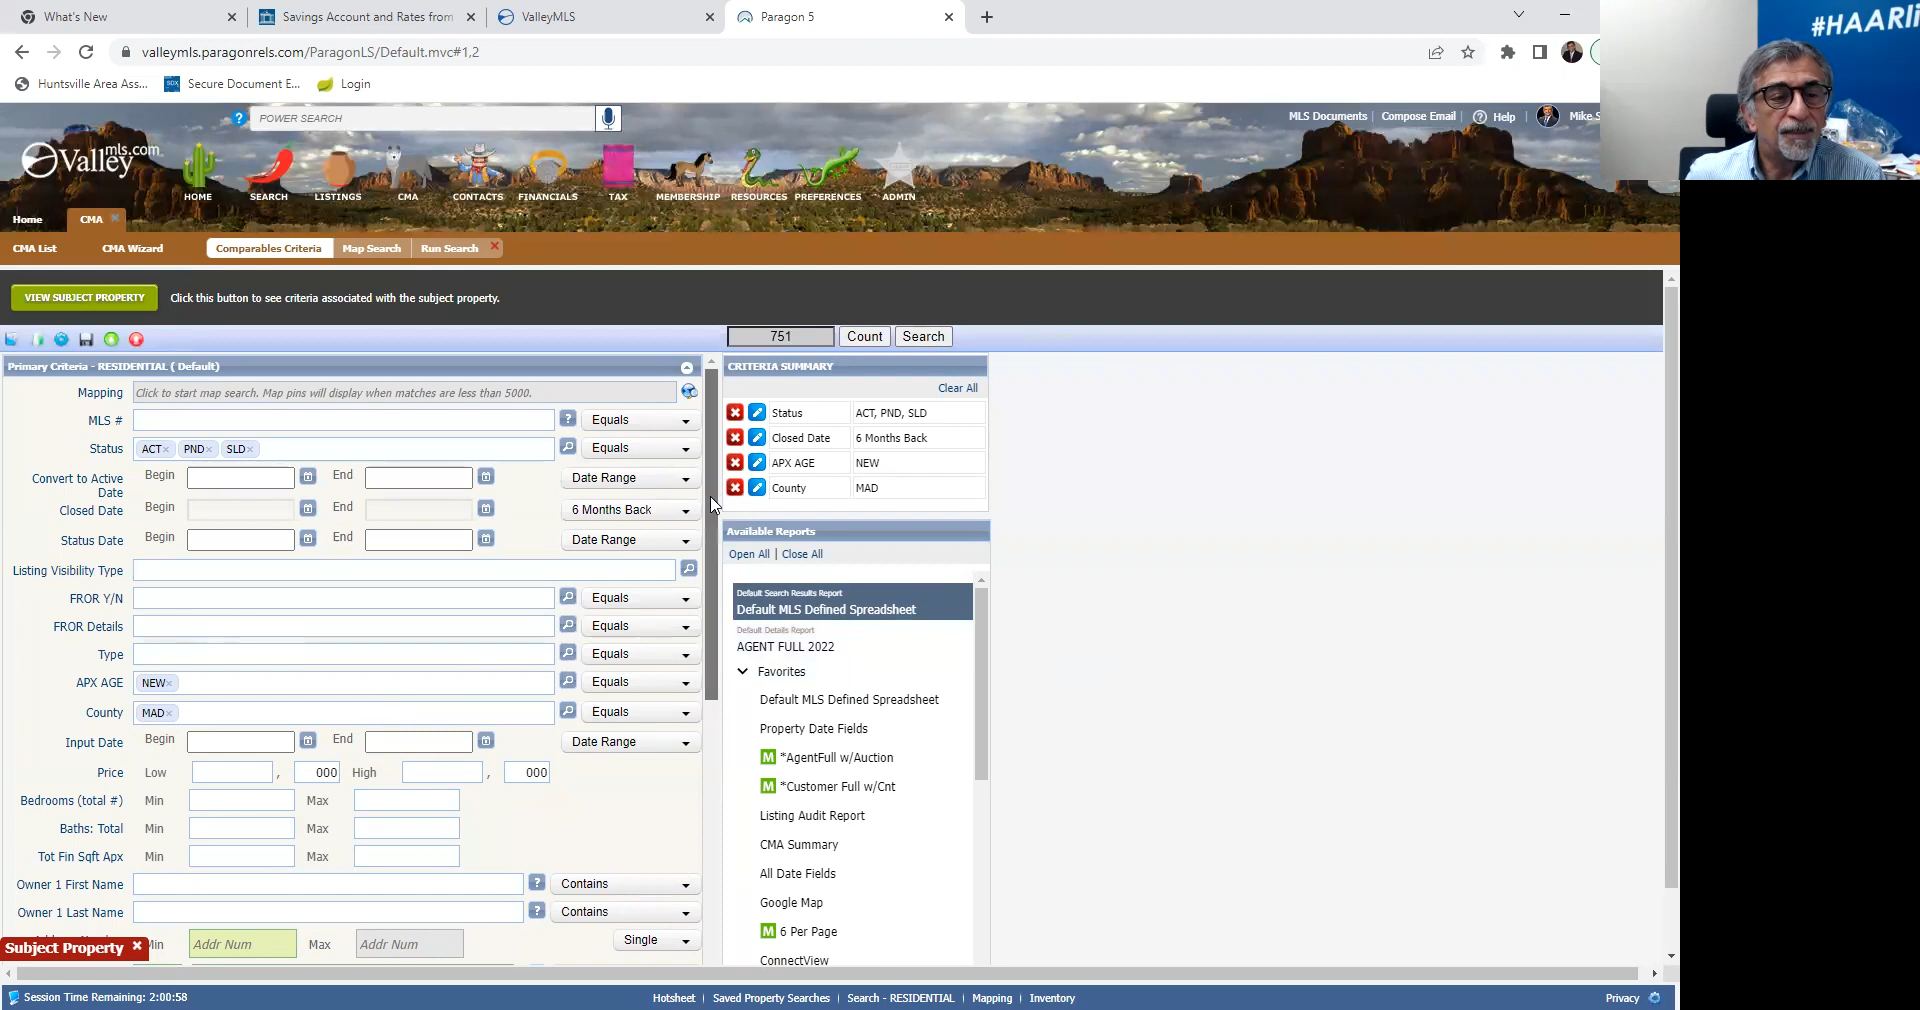 What's New
Savings Account and Rates from
ValleyMLS
Paragon 5
valleymls.paragonrels.com/ParagonLS/Default.mvc#1,2
Huntsville Area Ass...
SDX
Secure Document E...
Login
#HAARli
? POWER SEARCH
MLS Documents | Compose Email | ? Help | Mike S
Valley mls.com
HOME
SEARCH
LISTINGS
CMA
CONTACTS
FINANCIALS
TAX
MEMBERSHIP
RESOURCES
PREFERENCES
ADMIN
Home
CMA
CMA List
CMA Wizard
Comparables Criteria
Map Search
Run Search
VIEW SUBJECT PROPERTY
Click this button to see criteria associated with the subject property.
751
Count
Search
Primary Criteria - RESIDENTIAL ( Default)
Mapping Click to start map search. Map pins will display when matches are less than 5000.
MLS # ? Equals
Status ACT× PND× SLD× Equals
Convert to Active Date Begin End Date Range
Closed Date Begin End 6 Months Back
Status Date Begin End Date Range
Listing Visibility Type
FROR Y/N Equals
FROR Details Equals
Type Equals
APX AGE NEW× Equals
County MAD× Equals
Input Date Begin End Date Range
Price Low , 000 High , 000
Bedrooms (total #) Min Max
Baths: Total Min Max
Tot Fin Sqft Apx Min Max
Owner 1 First Name ? Contains
Owner 1 Last Name ? Contains
Min Addr Num Max Addr Num Single
Subject Property
CRITERIA SUMMARY
Clear All
Status ACT, PND, SLD
Closed Date 6 Months Back
APX AGE NEW
County MAD
Available Reports
Open All | Close All
Default Search Results Report
Default MLS Defined Spreadsheet
Default Details Report
AGENT FULL 2022
Favorites
Default MLS Defined Spreadsheet
Property Date Fields
M *AgentFull w/Auction
M *Customer Full w/Cnt
Listing Audit Report
CMA Summary
All Date Fields
Google Map
M 6 Per Page
ConnectView
Session Time Remaining: 2:00:58
Hotsheet | Saved Property Searches | Search - RESIDENTIAL | Mapping | Inventory
Privacy